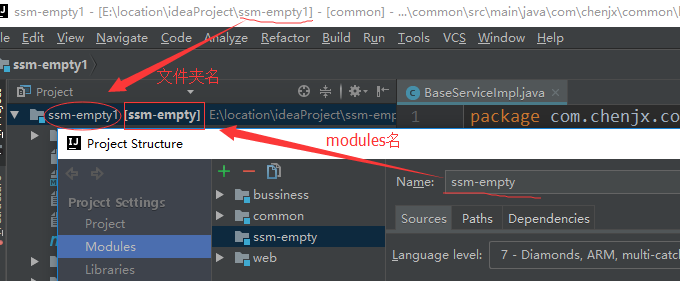 ssm-empty1 - [E:\location\ideaProject\ssm-empty1] - [common] - ...\common\src\main\java\com\chenjx\common\
File Edit View Navigate Code Analyze Refactor Build Run Tools VCS Window Help
ssm-empty1
文件夹名
Project
BaseServiceImpl.java
ssm-empty1 [ssm-empty] E:\location\ideaProject\ssm-emp
1 package com.chenjx.co
modules名
Project Structure
Name: ssm-empty
Project Settings
Project
Modules
Libraries
bussiness
common
ssm-empty
web
Sources Paths Dependencies
Language level: 7 - Diamonds, ARM, multi-catch